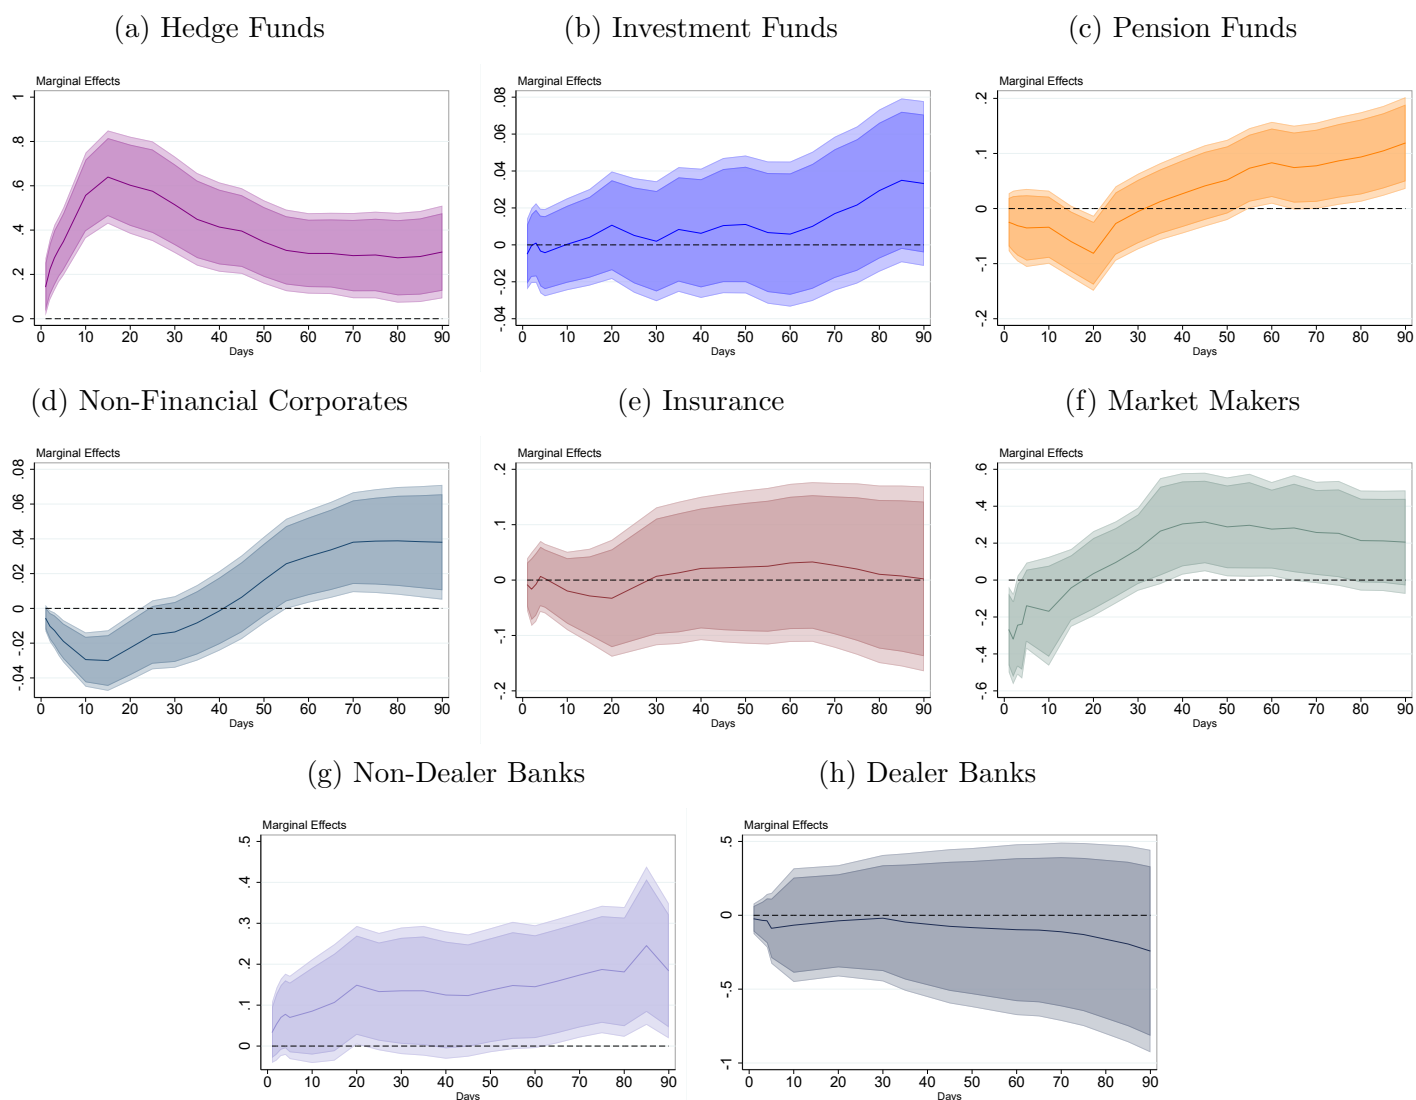 (a) Hedge Funds
Marginal Effects
1
.8
.6
.4
.2
0
0 10 20 30 40 50 60 70 80 90
Days
(b) Investment Funds
Marginal Effects
.08
.06
.04
.02
0
-.02
-.04
0 10 20 30 40 50 60 70 80 90
Days
(c) Pension Funds
Marginal Effects
.2
.1
0
-.1
-.2
0 10 20 30 40 50 60 70 80 90
Days
(d) Non-Financial Corporates
Marginal Effects
.08
.06
.04
.02
0
-.02
-.04
0 10 20 30 40 50 60 70 80 90
Days
(e) Insurance
Marginal Effects
.2
.1
0
-.1
-.2
0 10 20 30 40 50 60 70 80 90
Days
(f) Market Makers
Marginal Effects
.6
.4
.2
0
-.2
-.4
-.6
0 10 20 30 40 50 60 70 80 90
Days
(g) Non-Dealer Banks
Marginal Effects
.5
.4
.3
.2
.1
0
0 10 20 30 40 50 60 70 80 90
Days
(h) Dealer Banks
Marginal Effects
.5
0
-.5
-1
0 10 20 30 40 50 60 70 80 90
Days